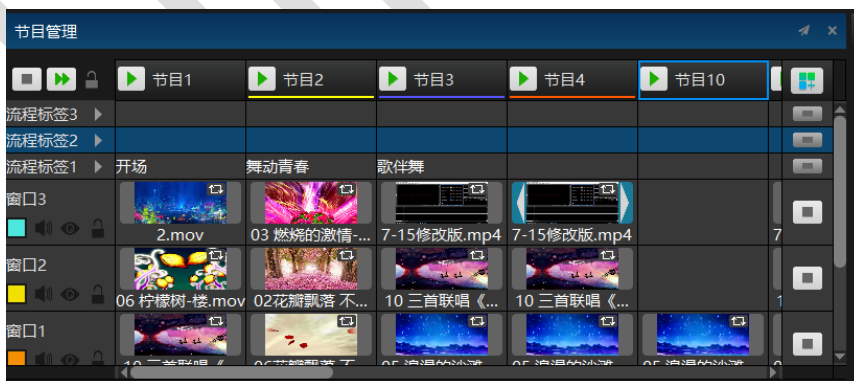 节目管理
节目1 节目2 节目3 节目4 节目10
流程标签3
流程标签2
流程标签1 开场 舞动青春 歌伴舞
窗口3
2.mov 03 燃烧的激情-... 7-15修改版.mp4 7-15修改版.mp4 7
窗口2
06 柠檬树-楼.mov 02花瓣飘落 不... 10 三首联唱《... 10 三首联唱《... 1
窗口1